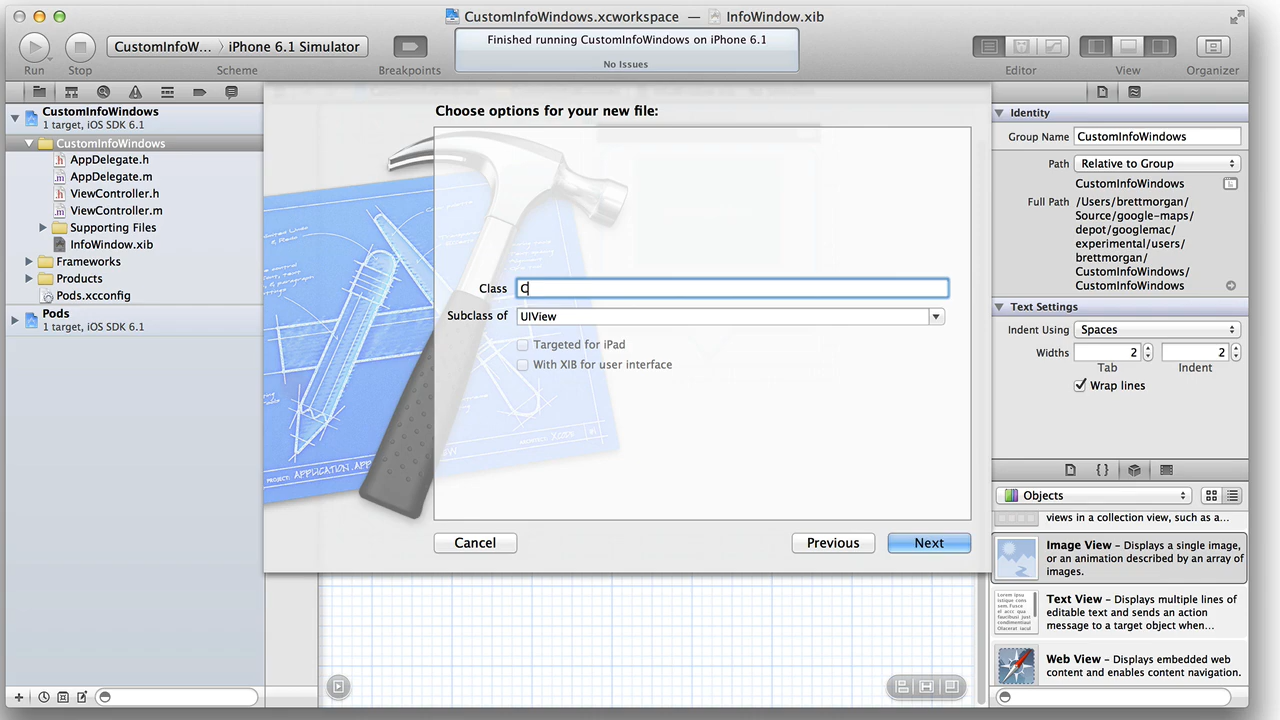 CustomInfoWindows.xcworkspace — InfoWindow.xib
CustomInfoW... › iPhone 6.1 Simulator
Finished running CustomInfoWindows on iPhone 6.1
No Issues
Run
Stop
Scheme
Breakpoints
Editor
View
Organizer
CustomInfoWindows
1 target, iOS SDK 6.1
CustomInfoWindows
AppDelegate.h
AppDelegate.m
ViewController.h
ViewController.m
Supporting Files
InfoWindow.xib
Frameworks
Products
Pods.xcconfig
Pods
1 target, iOS SDK 6.1
Choose options for your new file:
Class C
Subclass of UIView
Targeted for iPad
With XIB for user interface
PROJECT: APPLICATION.APP
Cancel
Previous
Next
Identity
Group Name CustomInfoWindows
Path Relative to Group
CustomInfoWindows
Full Path /Users/brettmorgan/
Source/google-maps/
depot/googlemac/
experimental/users/
brettmorgan/
CustomInfoWindows/
CustomInfoWindows
Text Settings
Indent Using Spaces
Widths 2 2
Tab Indent
Wrap lines
{ }
Objects
views in a collection view, such as a...
Image View – Displays a single image,
or an animation described by an array of
images.
Text View – Displays multiple lines of
editable text and sends an action
message to a target object when...
Web View – Displays embedded web
content and enables content navigation.